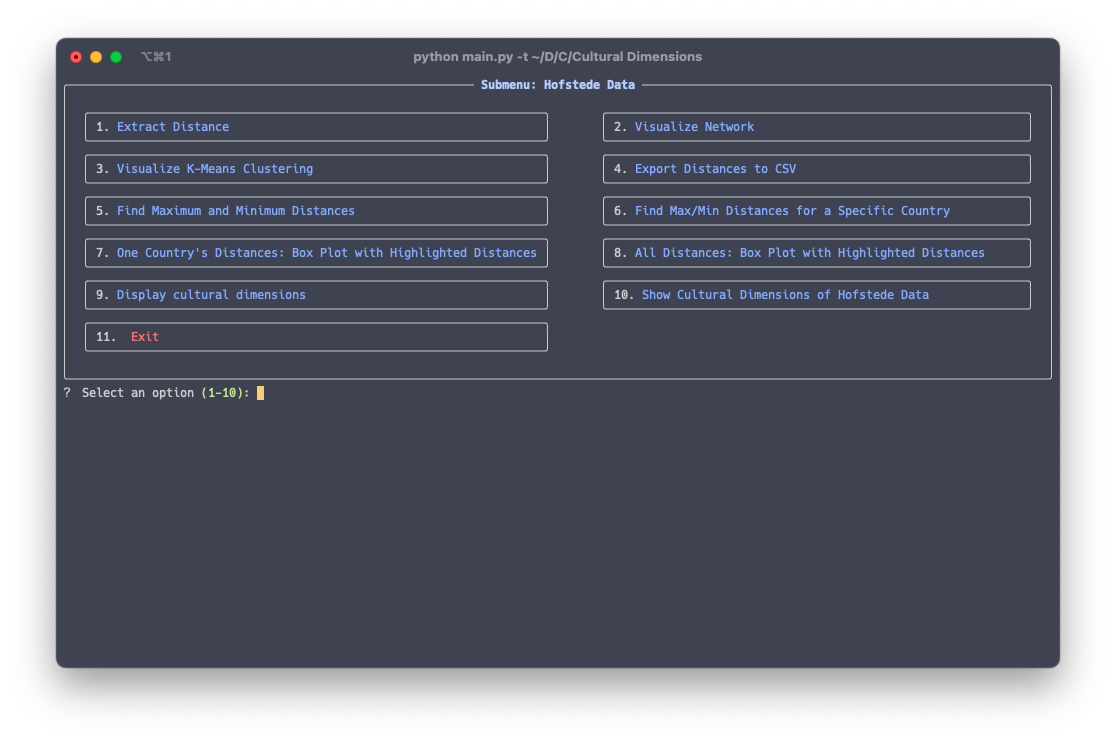 ⌥⌘1 python main.py -t ~/D/C/Cultural Dimensions
Submenu: Hofstede Data
1. Extract Distance
2. Visualize Network
3. Visualize K-Means Clustering
4. Export Distances to CSV
5. Find Maximum and Minimum Distances
6. Find Max/Min Distances for a Specific Country
7. One Country's Distances: Box Plot with Highlighted Distances
8. All Distances: Box Plot with Highlighted Distances
9. Display cultural dimensions
10. Show Cultural Dimensions of Hofstede Data
11. Exit
? Select an option (1-10):